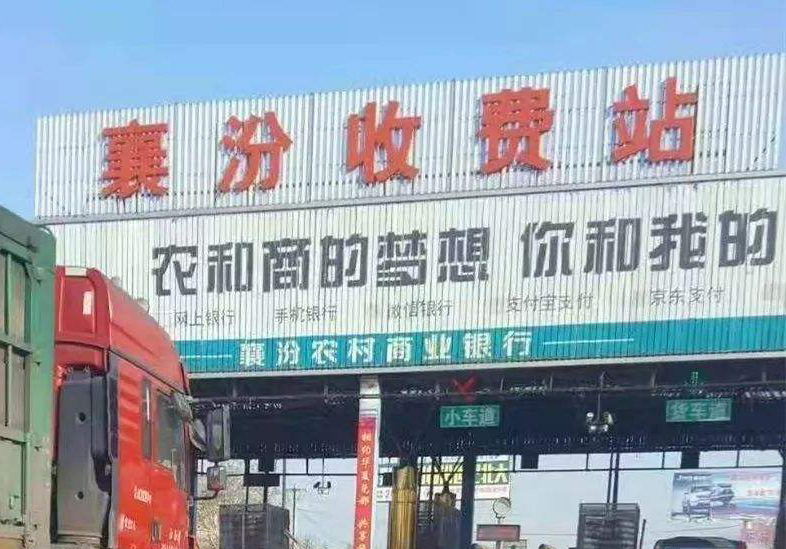 襄汾收费站
农和商的梦想 你和我的
网上银行 手机银行 微信银行 支付宝支付 京东支付
襄汾农村商业银行
小车道 货车道